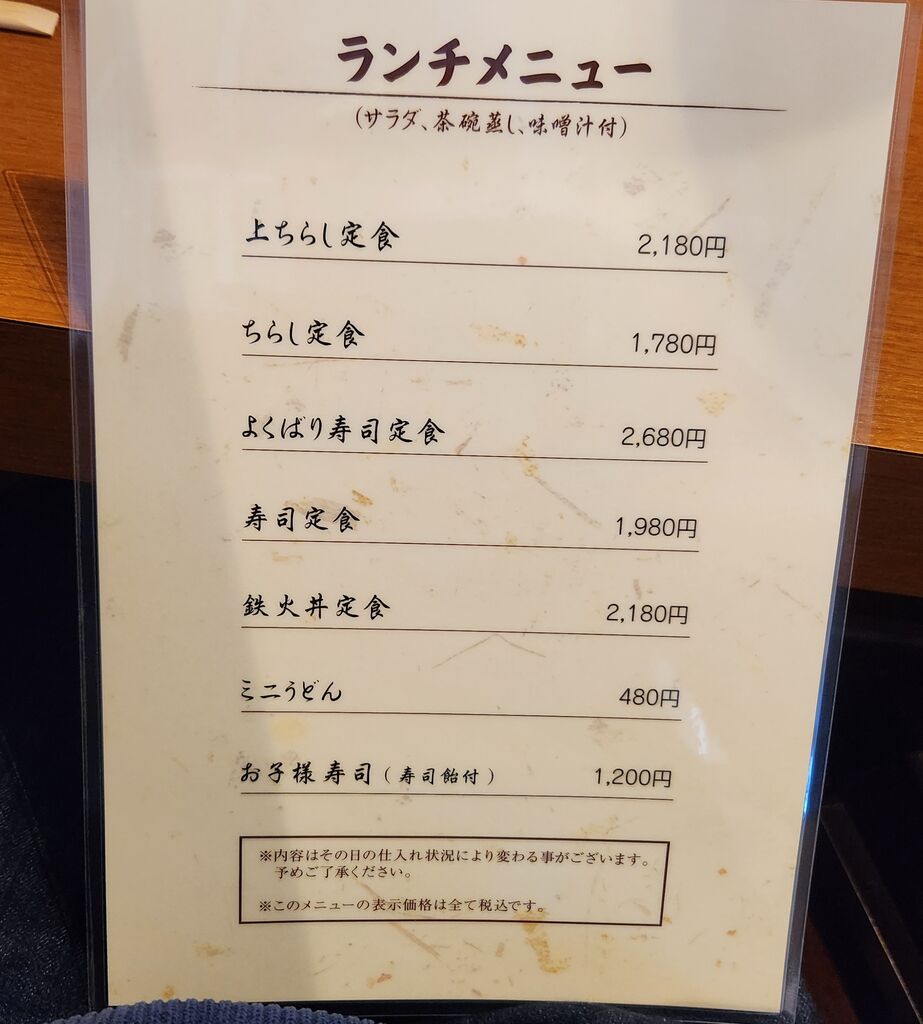 ランチメニュー
(サラダ、茶碗蒸し、味噌汁付)
上ちらし定食 2,180円
ちらし定食 1,780円
よくばり寿司定食 2,680円
寿司定食 1,980円
鉄火丼定食 2,180円
ミニうどん 480円
お子様寿司(寿司飴付) 1,200円
※内容はその日の仕入れ状況により変わる事がございます。
予めご了承ください。
※このメニューの表示価格は全て税込です。